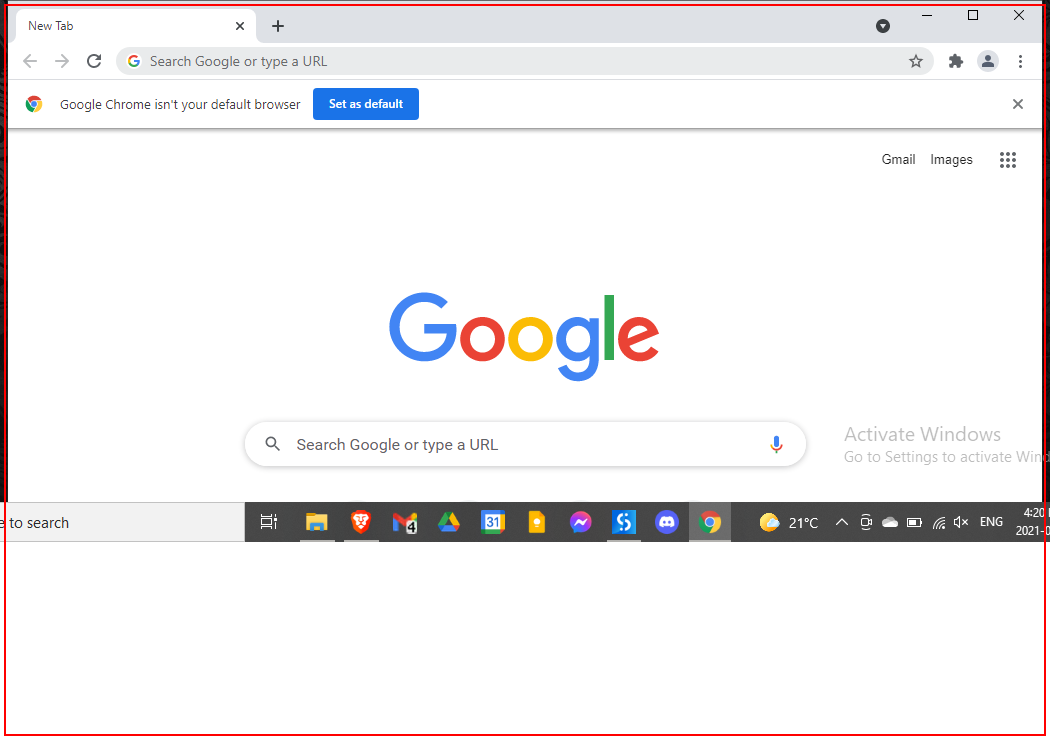 New Tab
Search Google or type a URL
Google Chrome isn't your default browser Set as default
Gmail Images
Google
Search Google or type a URL
Activate Windows
Go to Settings to activate Wind
e to search 4 31 21°C ENG 4:20
2021-0